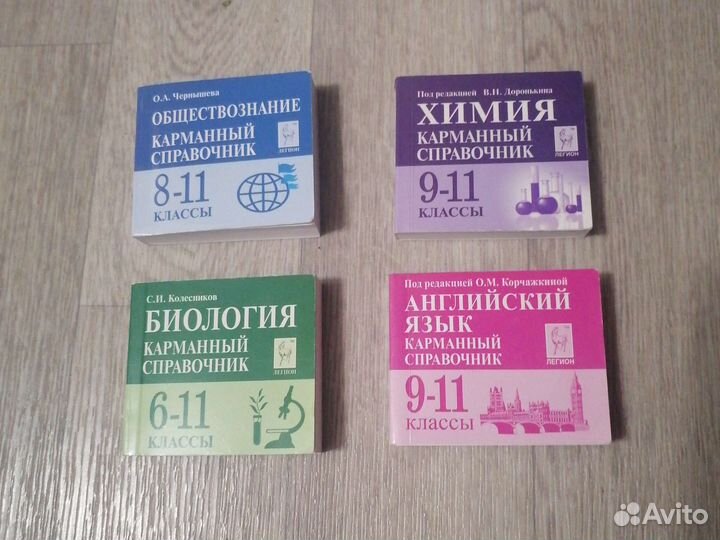 О.А. Чернышева
ОБЩЕСТВОЗНАНИЕ
КАРМАННЫЙ
СПРАВОЧНИК
ЛЕГИОН
8-11
КЛАССЫ
Под редакцией В.Н. Доронькина
ХИМИЯ
КАРМАННЫЙ
СПРАВОЧНИК
ЛЕГИОН
9-11
КЛАССЫ
С.И. Колесников
БИОЛОГИЯ
КАРМАННЫЙ
СПРАВОЧНИК
ЛЕГИОН
6-11
КЛАССЫ
Под редакцией О.М. Корчажкиной
АНГЛИЙСКИЙ
ЯЗЫК
КАРМАННЫЙ
СПРАВОЧНИК
ЛЕГИОН
9-11
КЛАССЫ
Avito